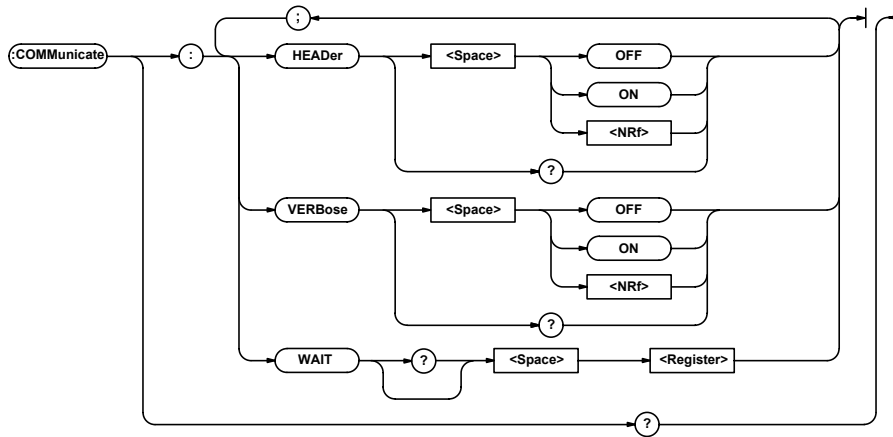 ;
:COMMunicate : HEADer <Space> OFF
ON
<NRf>
?
VERBose <Space> OFF
ON
<NRf>
?
WAIT ? <Space> <Register>
?